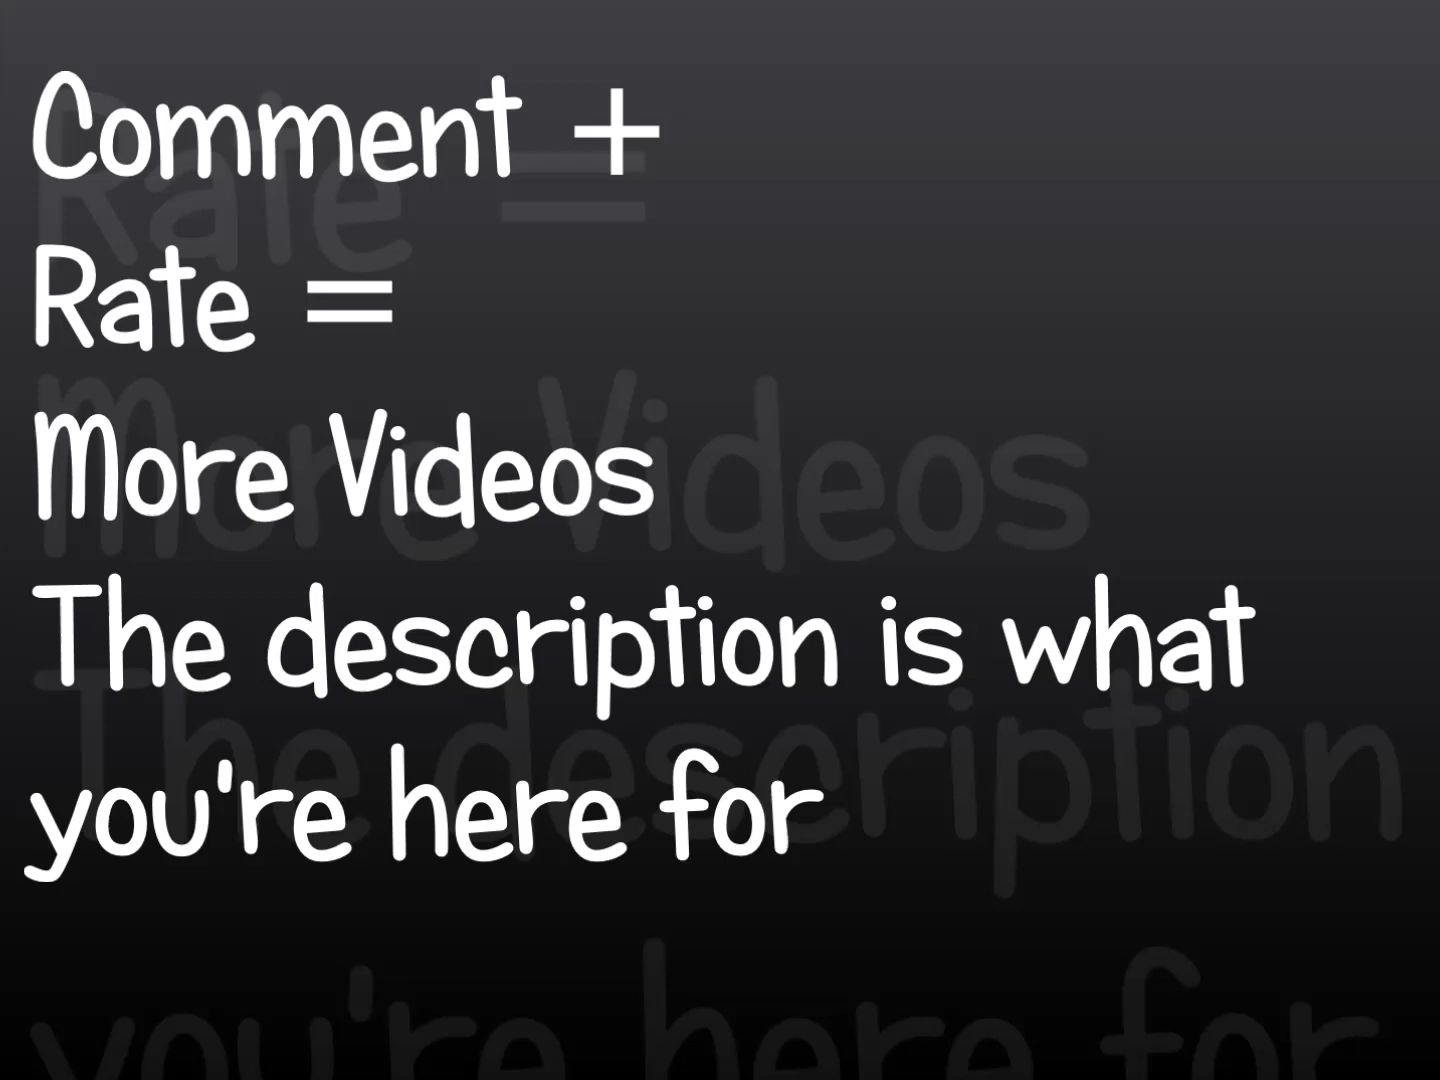 Comment +
Rate =
More Videos
The description is what
you're here for